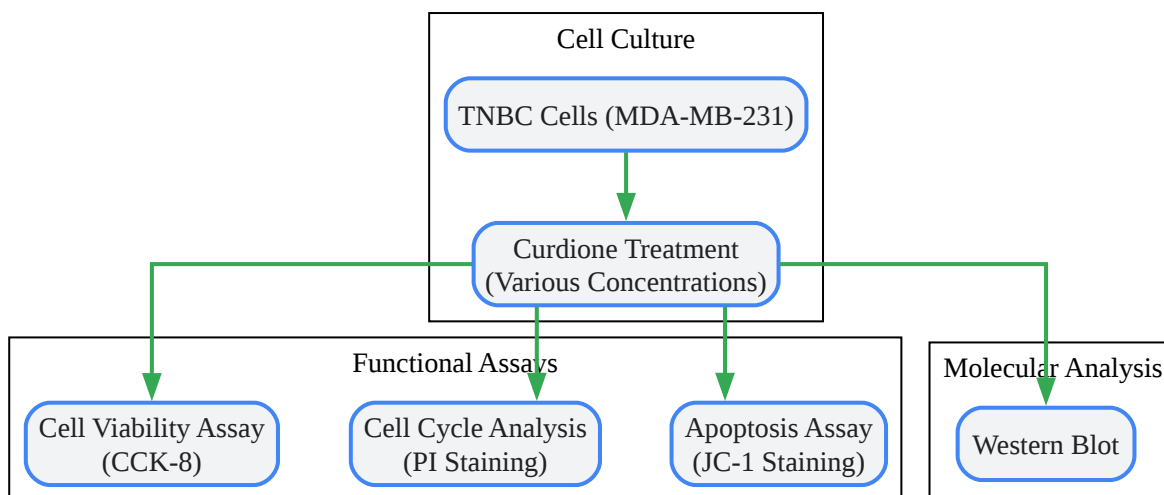 Cell Culture
TNBC Cells (MDA-MB-231)
Curdione Treatment
(Various Concentrations)
Functional Assays
Molecular Analysis
Cell Viability Assay
(CCK-8)
Cell Cycle Analysis
(PI Staining)
Apoptosis Assay
(JC-1 Staining)
Western Blot